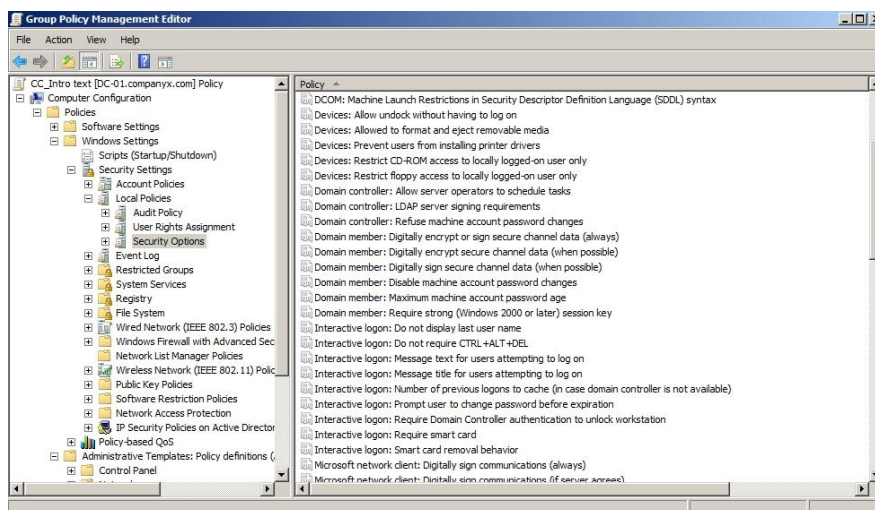 Group Policy Management Editor
File Action View Help
CC_Intro text [DC-01.companyx.com] Policy
Computer Configuration
Policies
Software Settings
Windows Settings
Scripts (Startup/Shutdown)
Security Settings
Account Policies
Local Policies
Audit Policy
User Rights Assignment
Security Options
Event Log
Restricted Groups
System Services
Registry
File System
Wired Network (IEEE 802.3) Policies
Windows Firewall with Advanced Sec
Network List Manager Policies
Wireless Network (IEEE 802.11) Polic
Public Key Policies
Software Restriction Policies
Network Access Protection
IP Security Policies on Active Director
Policy-based QoS
Administrative Templates: Policy definitions (
Control Panel
Policy
DCOM: Machine Launch Restrictions in Security Descriptor Definition Language (SDDL) syntax
Devices: Allow undock without having to log on
Devices: Allowed to format and eject removable media
Devices: Prevent users from installing printer drivers
Devices: Restrict CD-ROM access to locally logged-on user only
Devices: Restrict floppy access to locally logged-on user only
Domain controller: Allow server operators to schedule tasks
Domain controller: LDAP server signing requirements
Domain controller: Refuse machine account password changes
Domain member: Digitally encrypt or sign secure channel data (always)
Domain member: Digitally encrypt secure channel data (when possible)
Domain member: Digitally sign secure channel data (when possible)
Domain member: Disable machine account password changes
Domain member: Maximum machine account password age
Domain member: Require strong (Windows 2000 or later) session key
Interactive logon: Do not display last user name
Interactive logon: Do not require CTRL+ALT+DEL
Interactive logon: Message text for users attempting to log on
Interactive logon: Message title for users attempting to log on
Interactive logon: Number of previous logons to cache (in case domain controller is not available)
Interactive logon: Prompt user to change password before expiration
Interactive logon: Require Domain Controller authentication to unlock workstation
Interactive logon: Require smart card
Interactive logon: Smart card removal behavior
Microsoft network client: Digitally sign communications (always)
Microsoft network client: Digitally sign communications (if server agrees)